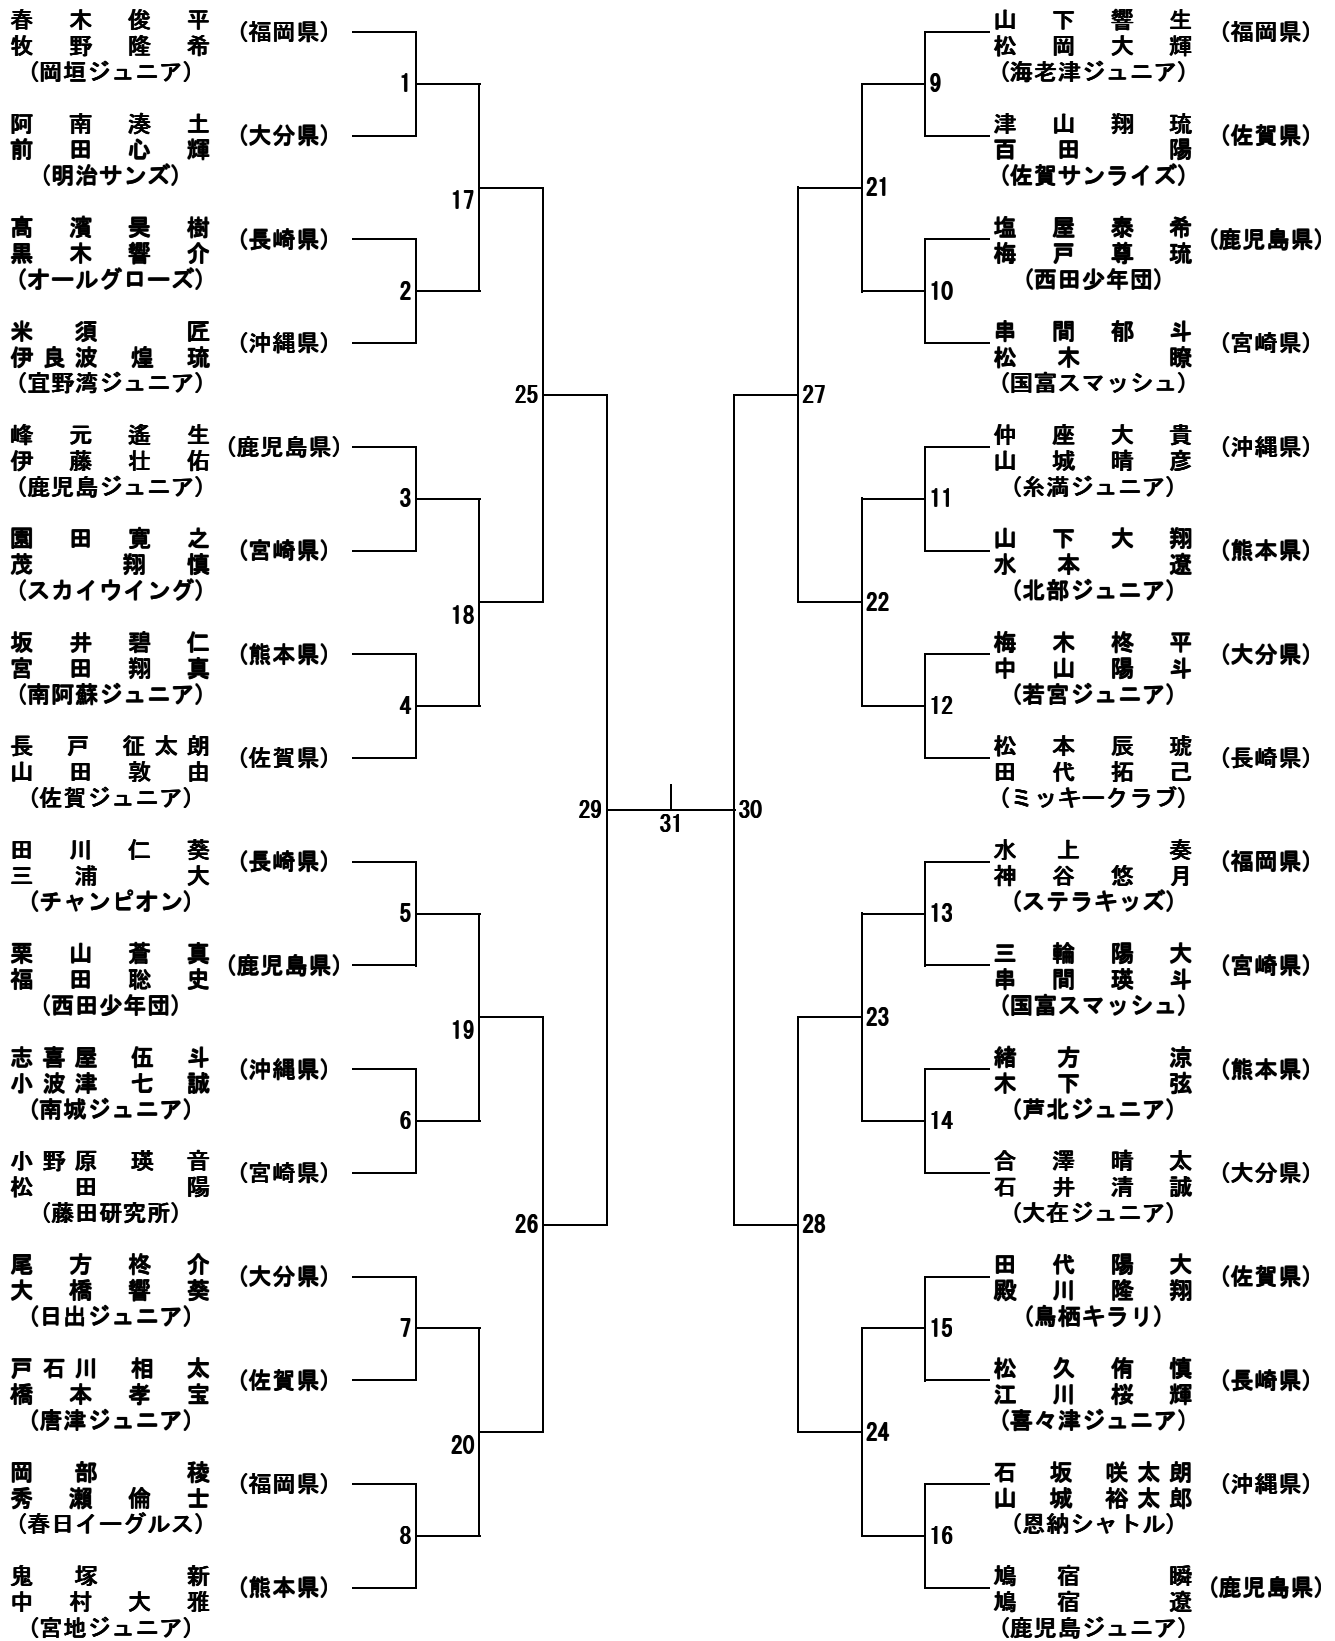 春木俊平
牧野隆希
(岡垣ジュニア)
(福岡県)
1
阿南湊土
前田心輝
(明治サンズ)
(大分県)
17
高濱昊樹
黒木響介
(オールグローズ)
(長崎県)
2
米須匠
伊良波煌琉
(宜野湾ジュニア)
(沖縄県)
25
峰元遙生
伊藤壮佑
(鹿児島ジュニア)
(鹿児島県)
3
園田寛之
茂翔慎
(スカイウイング)
(宮崎県)
18
坂井碧仁
宮田翔真
(南阿蘇ジュニア)
(熊本県)
4
長戸征太朗
山田敦由
(佐賀ジュニア)
(佐賀県)
29
田川仁葵
三浦大
(チャンピオン)
(長崎県)
5
栗山蒼真
福田聡史
(西田少年団)
(鹿児島県)
19
志喜屋伍斗
小波津七誠
(南城ジュニア)
(沖縄県)
6
小野原瑛音
松田陽
(藤田研究所)
(宮崎県)
26
尾方柊介
大橋響葵
(日出ジュニア)
(大分県)
7
戸石川相太
橋本孝宝
(唐津ジュニア)
(佐賀県)
20
岡部稜
秀瀬倫士
(春日イーグルス)
(福岡県)
8
鬼塚新
中村大雅
(宮地ジュニア)
(熊本県)
31
山下響生
松岡大輝
(海老津ジュニア)
(福岡県)
9
津山翔琉
百田陽
(佐賀サンライズ)
(佐賀県)
21
塩屋泰希
梅戸尊琉
(西田少年団)
(鹿児島県)
10
串間郁斗
松木瞭
(国富スマッシュ)
(宮崎県)
27
仲座大貴
山城晴彦
(糸満ジュニア)
(沖縄県)
11
山下大翔
水本遼
(北部ジュニア)
(熊本県)
22
梅木柊平
中山陽斗
(若宮ジュニア)
(大分県)
12
松本辰琥
田代拓己
(ミッキークラブ)
(長崎県)
30
水上奏
神谷悠月
(ステラキッズ)
(福岡県)
13
三輪陽大
串間瑛斗
(国富スマッシュ)
(宮崎県)
23
緒方涼
木下弦
(芦北ジュニア)
(熊本県)
14
合澤晴太
石井清誠
(大在ジュニア)
(大分県)
28
田代陽大
殿川隆翔
(鳥栖キラリ)
(佐賀県)
15
松久侑慎
江川桜輝
(喜々津ジュニア)
(長崎県)
24
石坂咲太朗
山城裕太郎
(恩納シャトル)
(沖縄県)
16
鳩宿瞬
鳩宿遼
(鹿児島ジュニア)
(鹿児島県)